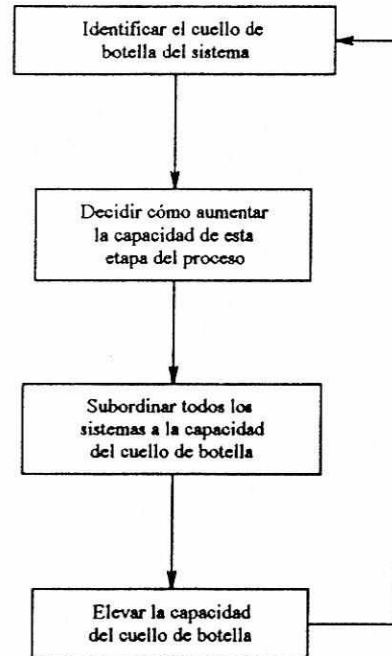 Identificar el cuello de
botella del sistema
Decidir cómo aumentar
la capacidad de esta
etapa del proceso
Subordinar todos los
sistemas a la capacidad
del cuello de botella
Elevar la capacidad
del cuello de botella